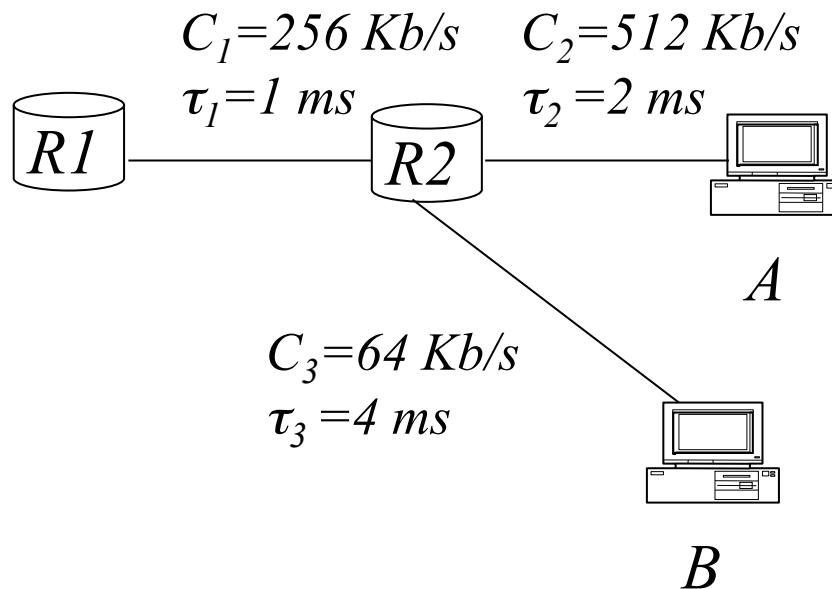 C₁=256 Kb/s
C₂=512 Kb/s
τ₁=1 ms
τ₂ =2 ms
R1
R2
A
C₃=64 Kb/s
τ₃ =4 ms
B